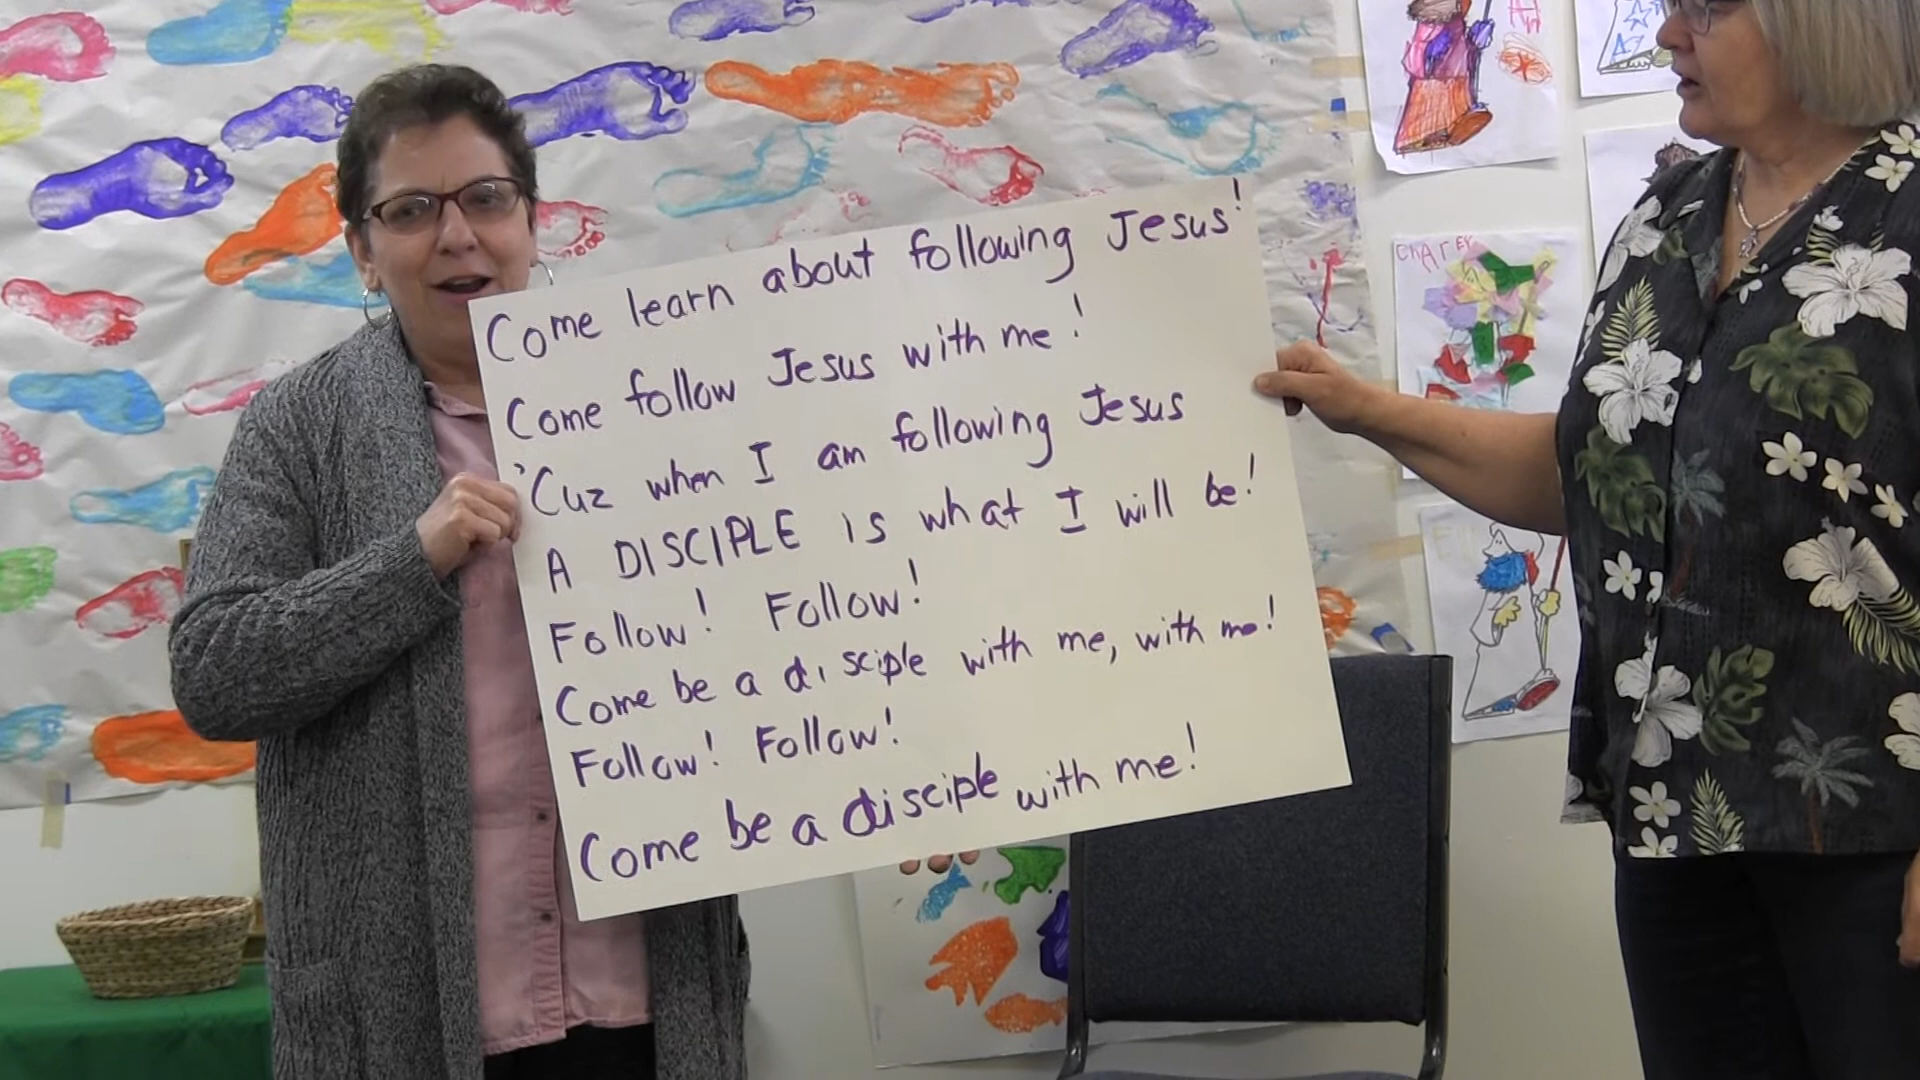 Come learn about following Jesus!
Come follow Jesus with me!
'Cuz when I am following Jesus
A DISCIPLE is what I will be!
Follow! Follow!
Come be a disciple with me, with me!
Follow! Follow!
Come be a disciple with me!
CHArEY